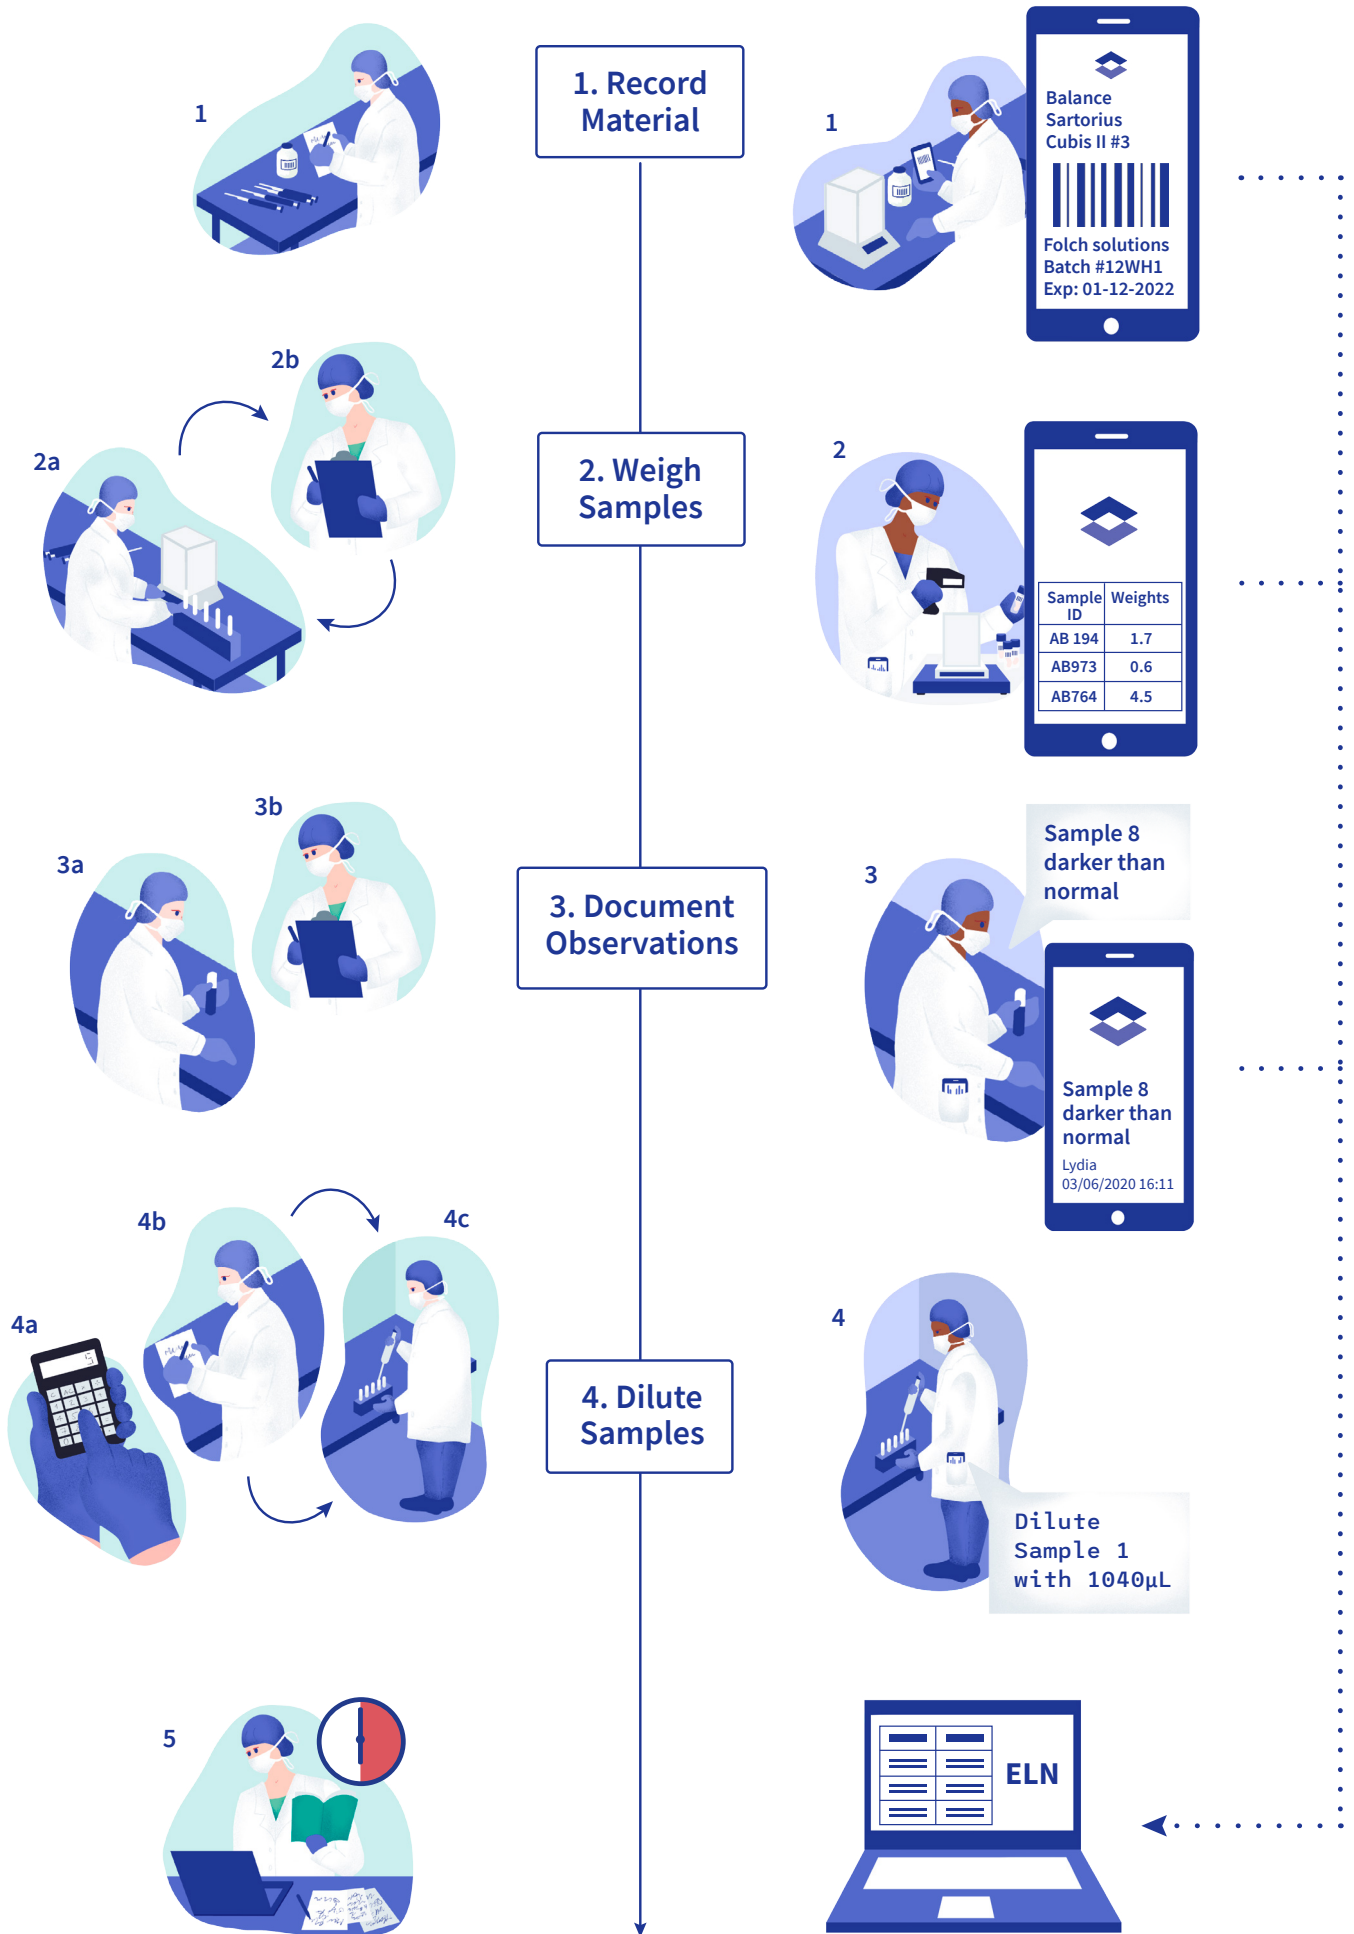 1
1. Record
Material
1
Balance
Sartorius
Cubis II #3
Folch solutions
Batch #12WH1
Exp: 01-12-2022
2a
2b
2. Weigh
Samples
2
Sample ID
Weights
AB 194
1.7
AB973
0.6
AB764
4.5
3a
3b
3. Document
Observations
3
Sample 8
darker than
normal
Sample 8
darker than
normal
Lydia
03/06/2020 16:11
4a
4b
4c
4. Dilute
Samples
4
Dilute
Sample 1
with 1040µL
5
ELN